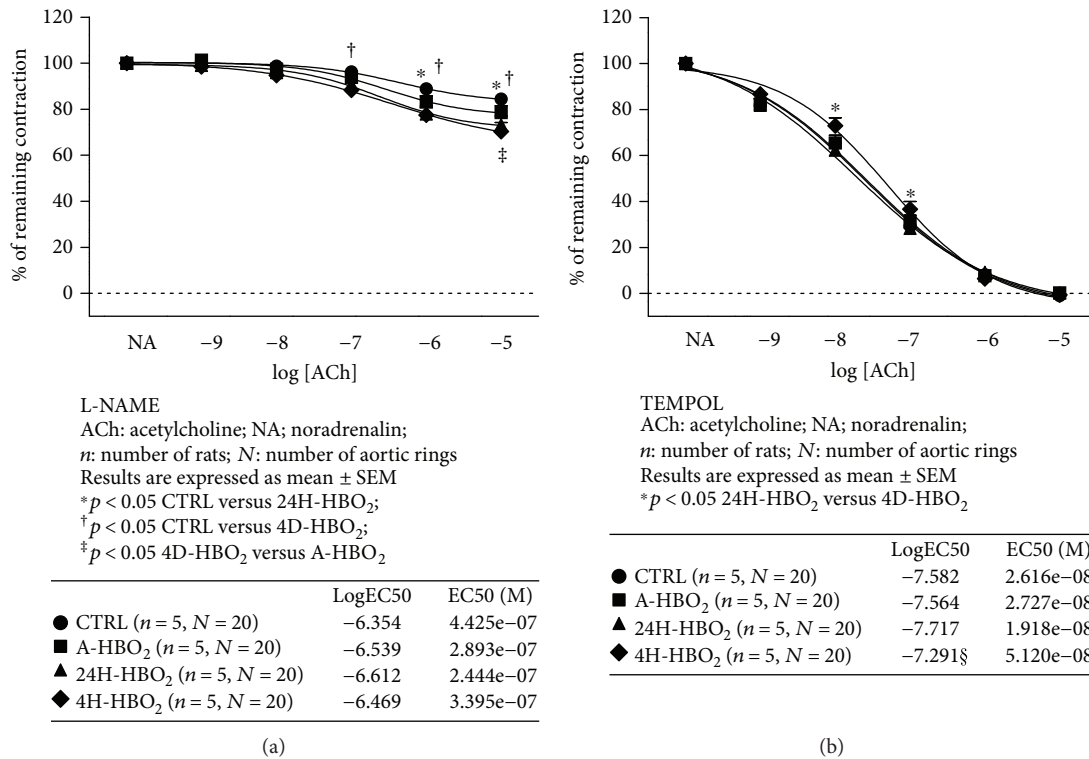 120
100
80
60
40
20
0
% of remaining contraction
†
* †
* †
‡
NA −9 −8 −7 −6 −5
log [ACh]
L-NAME
ACh: acetylcholine; NA; noradrenalin;
n: number of rats; N: number of aortic rings
Results are expressed as mean ± SEM
*p < 0.05 CTRL versus 24H-HBO₂;
†p < 0.05 CTRL versus 4D-HBO₂;
‡p < 0.05 4D-HBO₂ versus A-HBO₂
LogEC50 EC50 (M)
CTRL (n = 5, N = 20) −6.354 4.425e−07
A-HBO₂ (n = 5, N = 20) −6.539 2.893e−07
24H-HBO₂ (n = 5, N = 20) −6.612 2.444e−07
4H-HBO₂ (n = 5, N = 20) −6.469 3.395e−07
(a)
120
100
80
60
40
20
0
% of remaining contraction
*
*
NA −9 −8 −7 −6 −5
log [ACh]
TEMPOL
ACh: acetylcholine; NA; noradrenalin;
n: number of rats; N: number of aortic rings
Results are expressed as mean ± SEM
*p < 0.05 24H-HBO₂ versus 4D-HBO₂
LogEC50 EC50 (M)
CTRL (n = 5, N = 20) −7.582 2.616e−08
A-HBO₂ (n = 5, N = 20) −7.564 2.727e−08
24H-HBO₂ (n = 5, N = 20) −7.717 1.918e−08
4H-HBO₂ (n = 5, N = 20) −7.291§ 5.120e−08
(b)